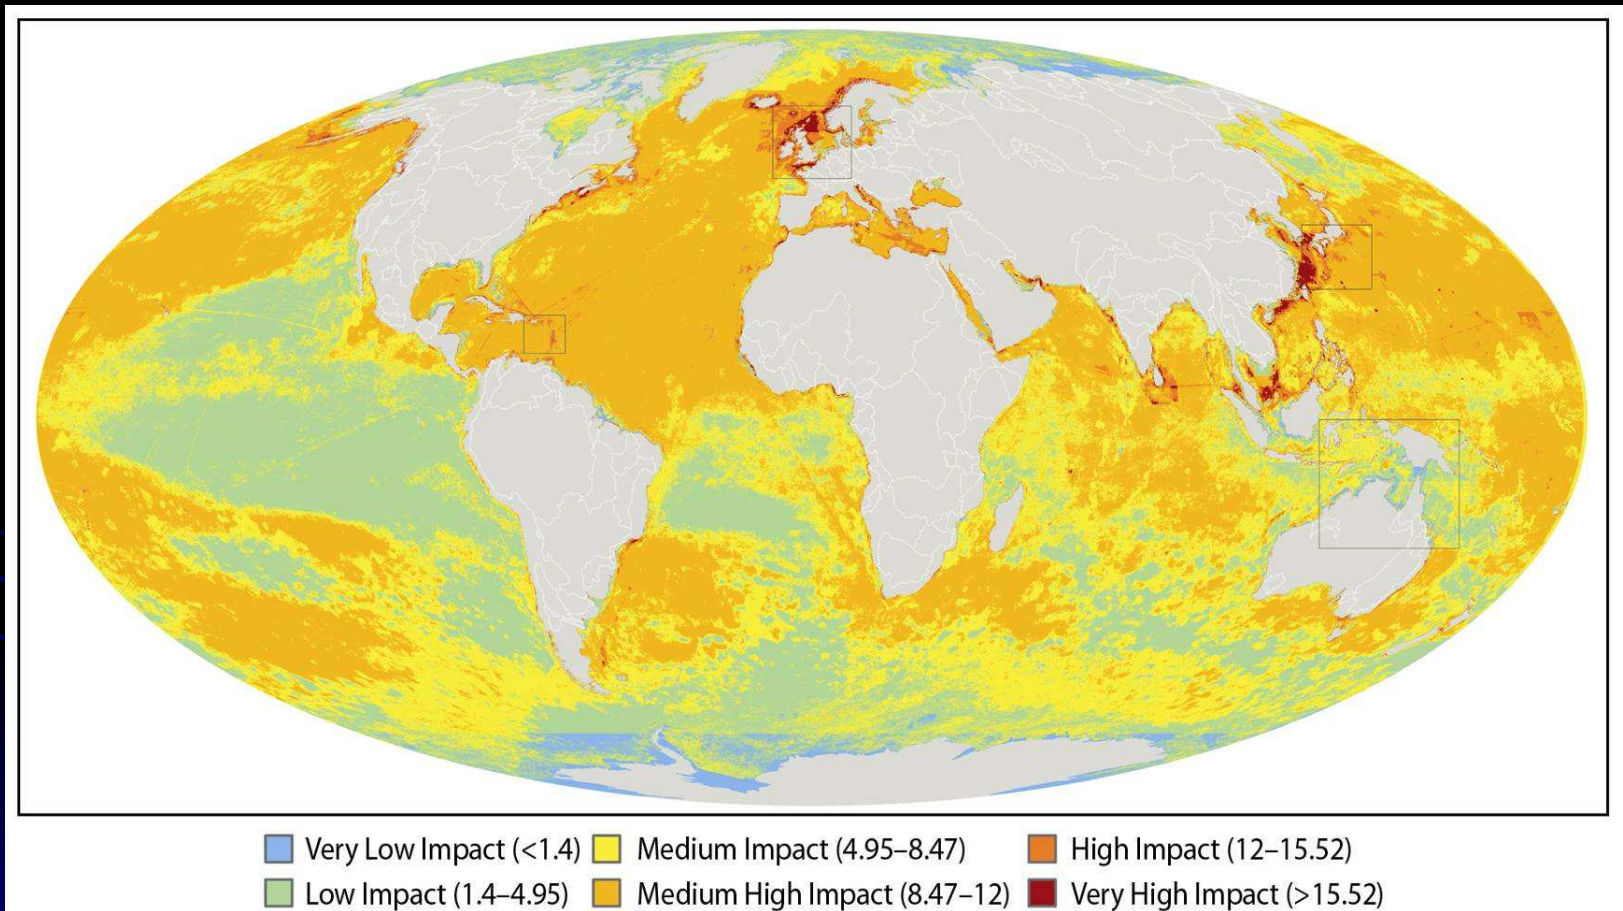 Very Low Impact (<1.4) Medium Impact (4.95–8.47) High Impact (12–15.52)
Low Impact (1.4–4.95) Medium High Impact (8.47–12) Very High Impact (>15.52)